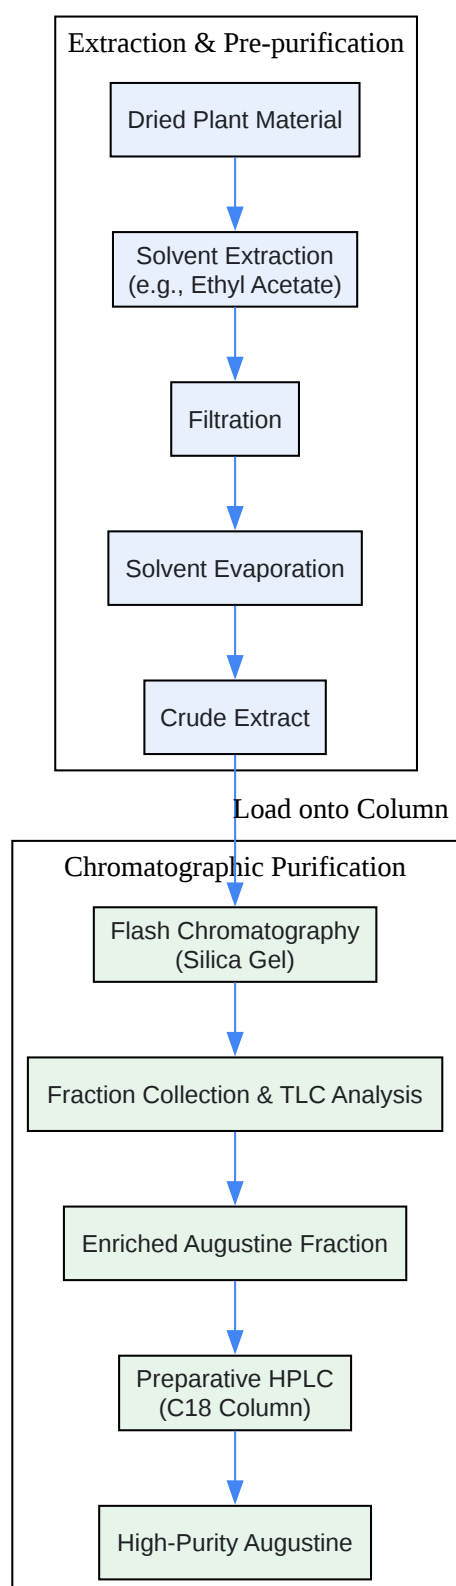 Extraction & Pre-purification
Dried Plant Material
Solvent Extraction
(e.g., Ethyl Acetate)
Filtration
Solvent Evaporation
Crude Extract
Load onto Column
Chromatographic Purification
Flash Chromatography
(Silica Gel)
Fraction Collection & TLC Analysis
Enriched Augustine Fraction
Preparative HPLC
(C18 Column)
High-Purity Augustine